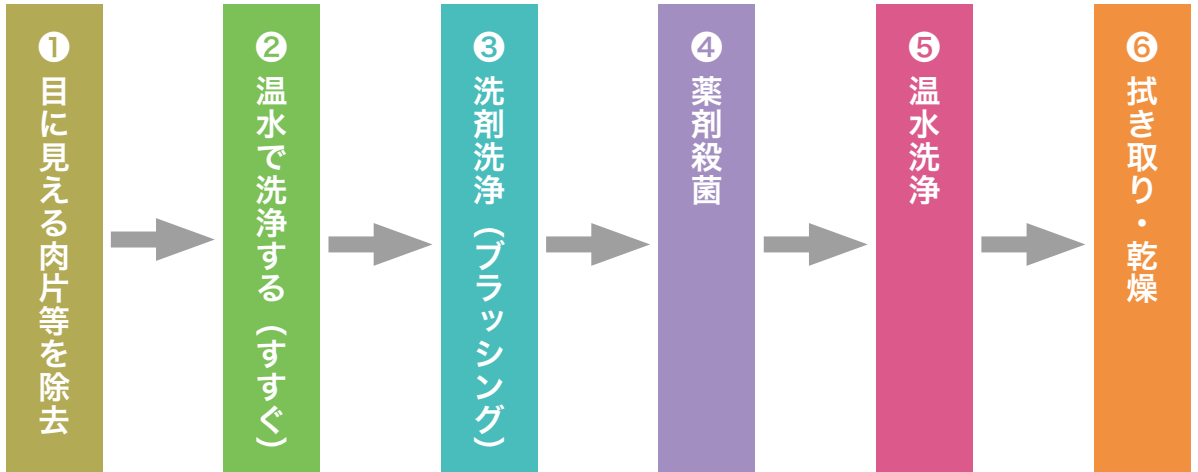 ❶ 目に見える肉片等を除去
❷ 温水で洗浄する（すすぐ）
❸ 洗剤洗浄（ブラッシング）
❹ 薬剤殺菌
❺ 温水洗浄
❻ 拭き取り・乾燥